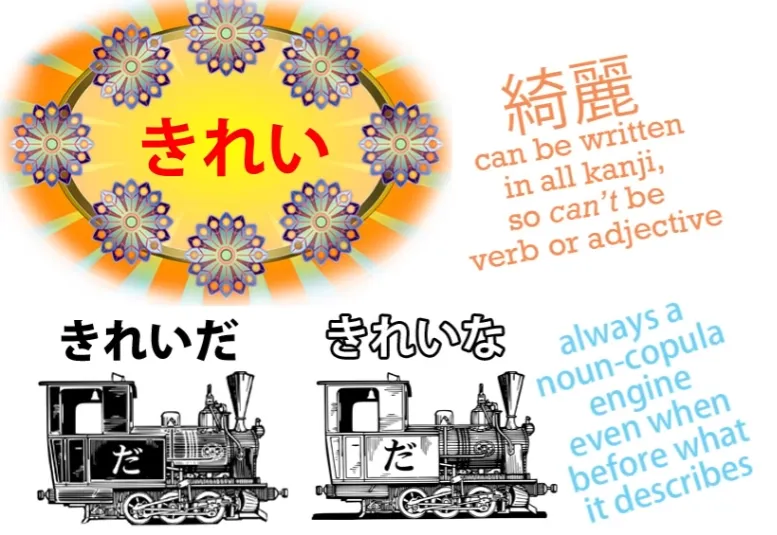 きれい
綺麗
can be written
in all kanji,
so can't be
verb or adjective
きれいだ
だ
きれいな
だ
always a
noun-copula
engine
even when
before what
it describes